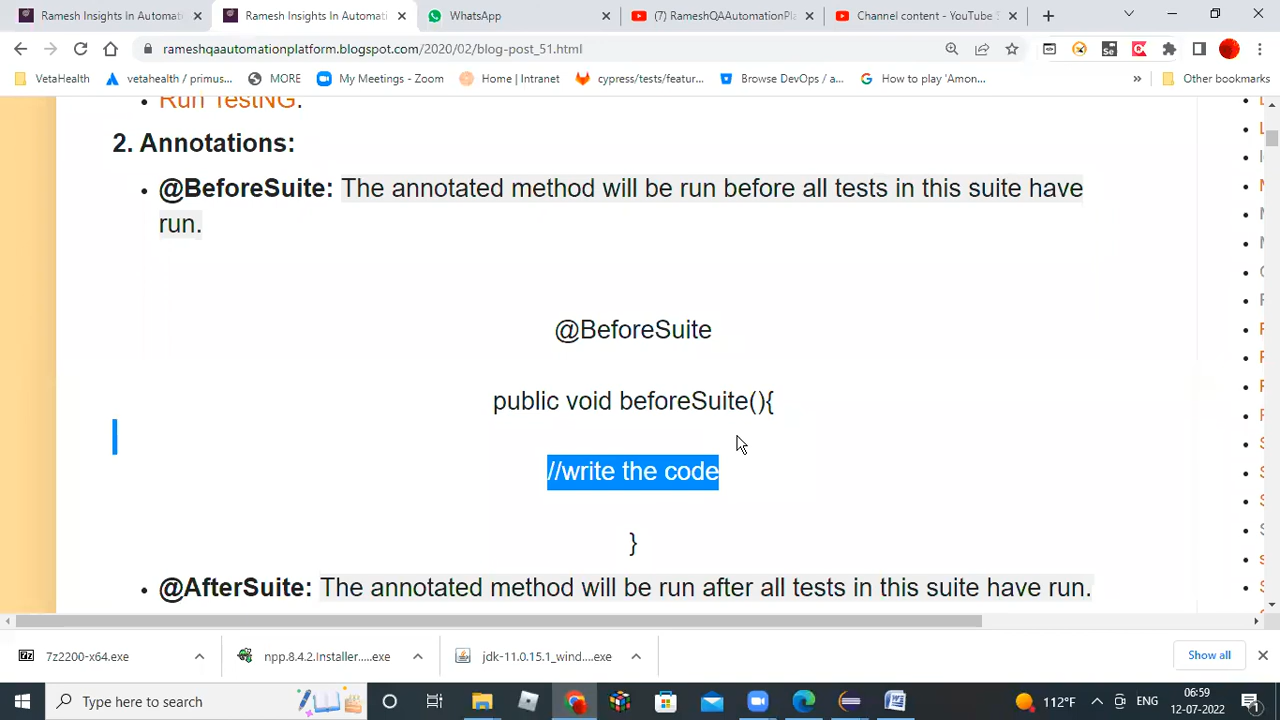 Ramesh Insights In Automat
Ramesh Insights In Automati
WhatsApp
(7) RameshQAAutomationPla
Channel content - YouTube
rameshqaautomationplatform.blogspot.com/2020/02/blog-post_51.html
VetaHealth
vetahealth / primus...
MORE
My Meetings - Zoom
Home | Intranet
cypress/tests/featur...
Browse DevOps / a...
How to play 'Amon...
»
Other bookmarks
• Run TestNG.
2. Annotations:
• @BeforeSuite: The annotated method will be run before all tests in this suite have
run.
@BeforeSuite
public void beforeSuite(){
//write the code
}
• @AfterSuite: The annotated method will be run after all tests in this suite have run.
7z2200-x64.exe
npp.8.4.2.Installer.....exe
jdk-11.0.15.1_wind....exe
Show all
Type here to search
112°F
ENG
06:59
12-07-2022